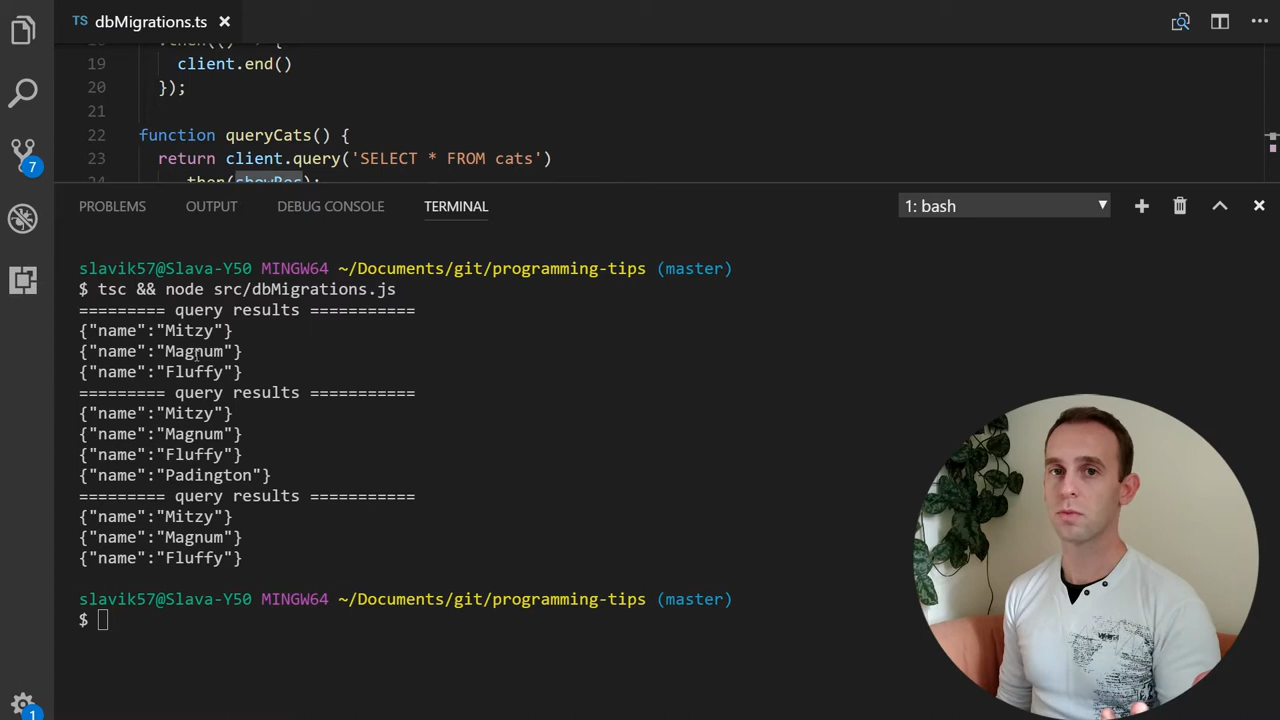 TS dbMigrations.ts
19 client.end()
20 });
21
22 function queryCats() {
23 return client.query('SELECT * FROM cats')
7
PROBLEMS OUTPUT DEBUG CONSOLE TERMINAL 1: bash
slavik57@Slava-Y50 MINGW64 ~/Documents/git/programming-tips (master)
$ tsc && node src/dbMigrations.js
========= query results ===========
{"name":"Mitzy"}
{"name":"Magnum"}
{"name":"Fluffy"}
========= query results ===========
{"name":"Mitzy"}
{"name":"Magnum"}
{"name":"Fluffy"}
{"name":"Padington"}
========= query results ===========
{"name":"Mitzy"}
{"name":"Magnum"}
{"name":"Fluffy"}
slavik57@Slava-Y50 MINGW64 ~/Documents/git/programming-tips (master)
$
1